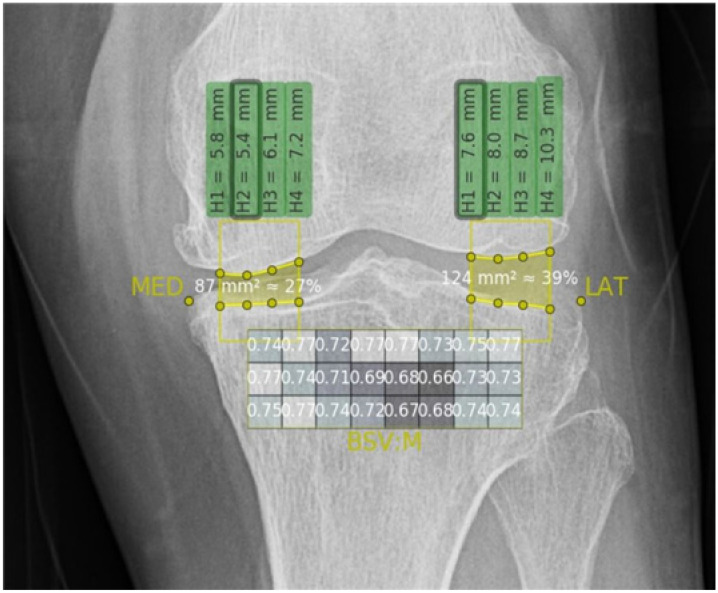 H1 = 5.8 mm
H2 = 5.4 mm
H3 = 6.1 mm
H4 = 7.2 mm
H1 = 7.6 mm
H2 = 8.0 mm
H3 = 8.7 mm
H4 = 10.3 mm
MED 87 mm² ≈ 27% 124 mm² ≈ 39% LAT
0.74 0.77 0.72 0.77 0.77 0.73 0.75 0.77
0.77 0.74 0.71 0.69 0.68 0.66 0.73 0.73
0.75 0.77 0.74 0.72 0.67 0.68 0.74 0.74
BSV:M